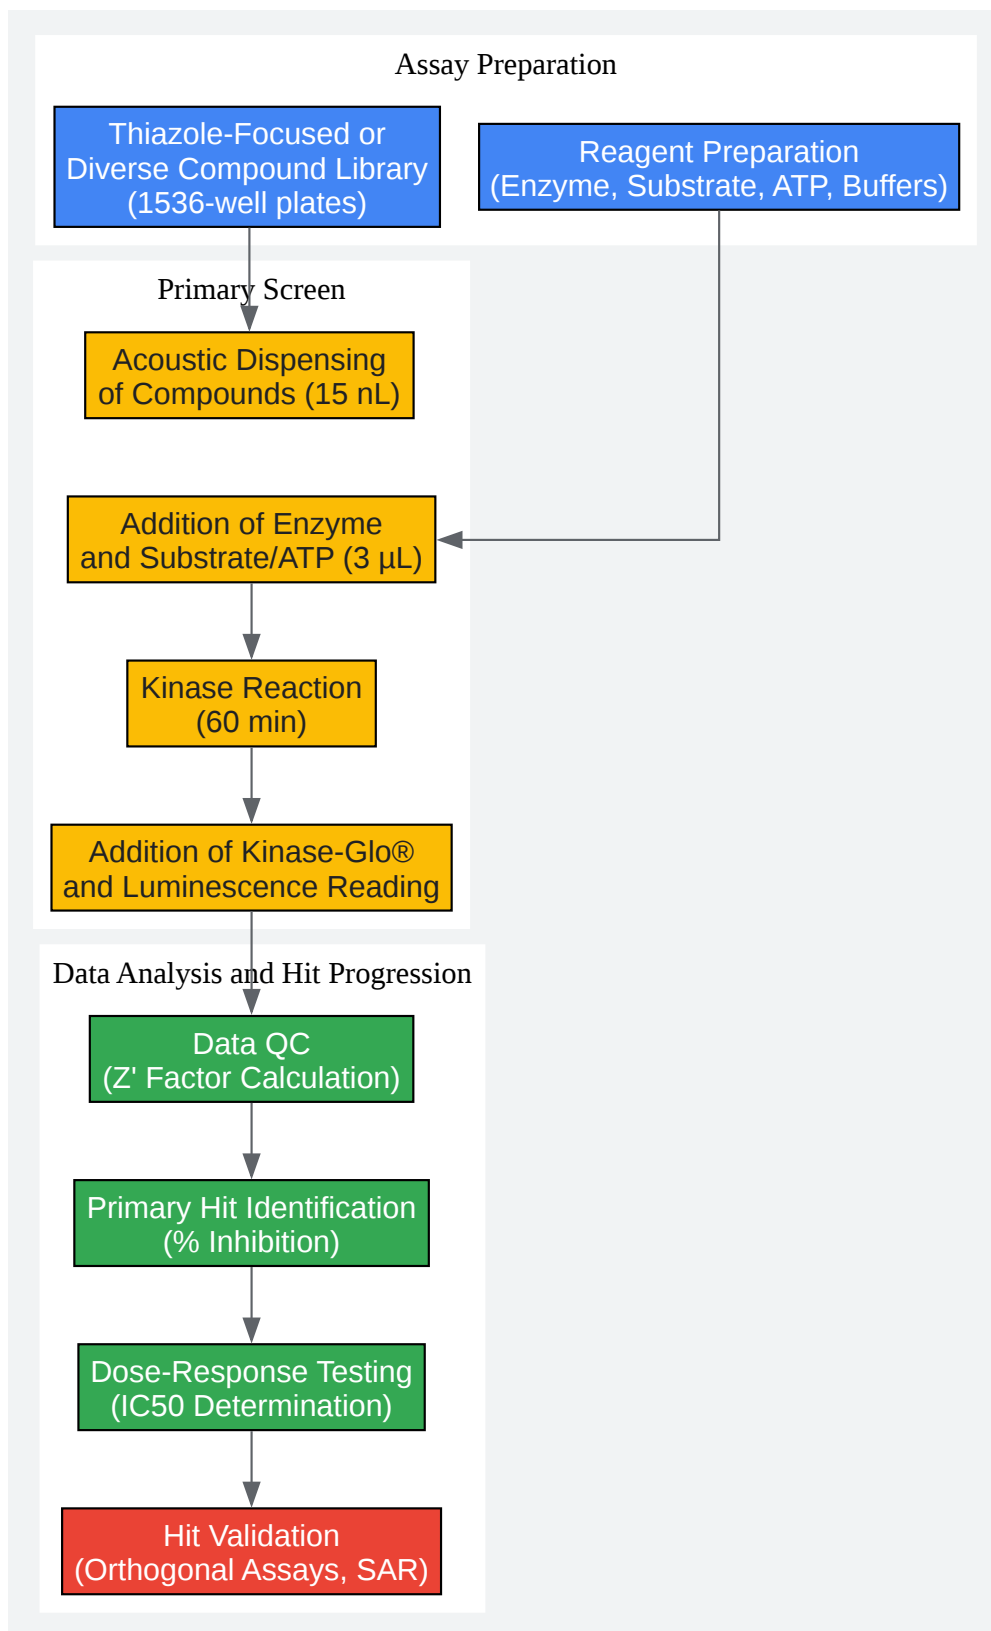 Assay Preparation
Thiazole-Focused or
Diverse Compound Library
(1536-well plates)
Reagent Preparation
(Enzyme, Substrate, ATP, Buffers)
Primary Screen
Acoustic Dispensing
of Compounds (15 nL)
Addition of Enzyme
and Substrate/ATP (3 µL)
Kinase Reaction
(60 min)
Addition of Kinase-Glo®
and Luminescence Reading
Data Analysis and Hit Progression
Data QC
(Z' Factor Calculation)
Primary Hit Identification
(% Inhibition)
Dose-Response Testing
(IC50 Determination)
Hit Validation
(Orthogonal Assays, SAR)